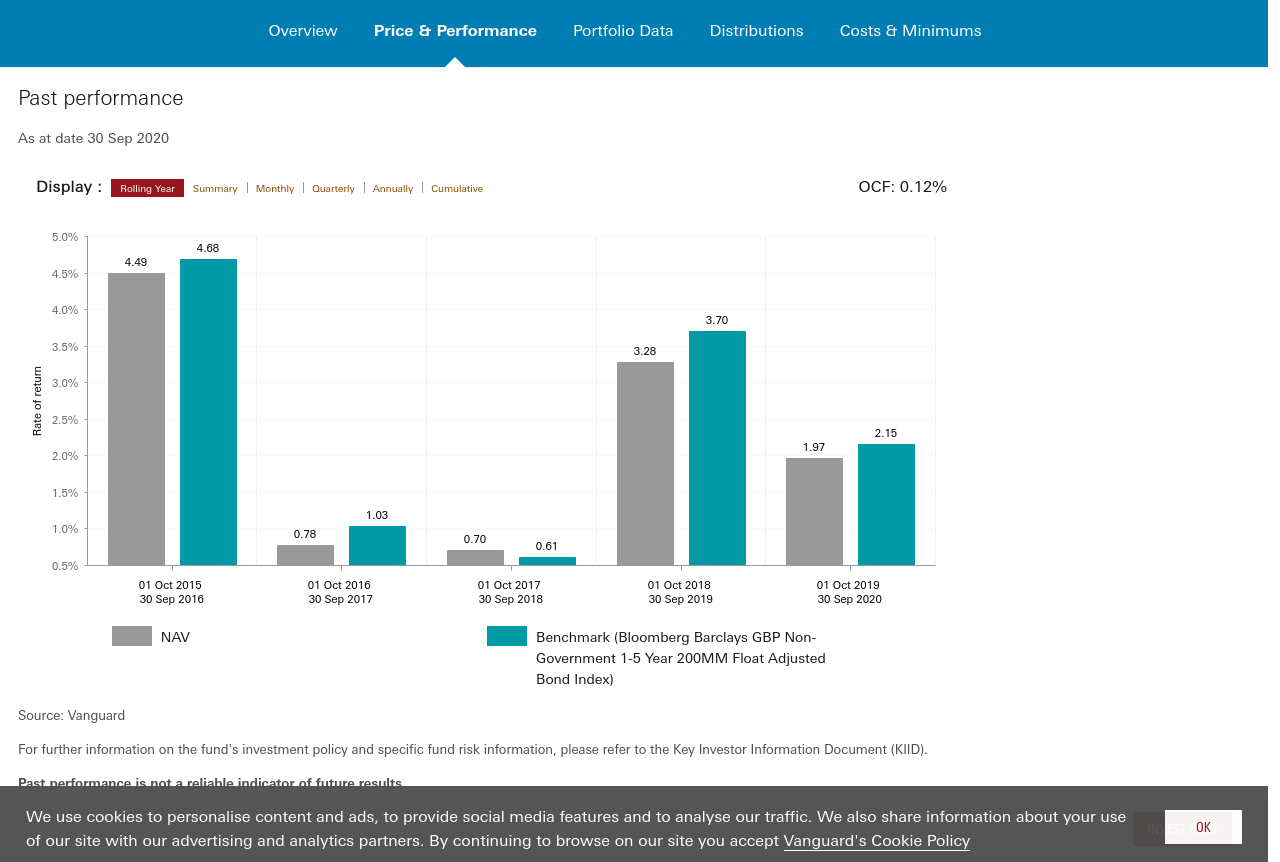 Overview Price & Performance Portfolio Data Distributions Costs & Minimums
Past performance
As at date 30 Sep 2020
Display : Rolling Year Summary Monthly Quarterly Annually Cumulative OCF: 0.12%
5.0%
4.5%
4.0%
3.5%
3.0%
2.5%
2.0%
1.5%
1.0%
0.5%
Rate of return
4.49 4.68
0.78 1.03
0.70 0.61
3.28 3.70
1.97 2.15
01 Oct 2015
30 Sep 2016
01 Oct 2016
30 Sep 2017
01 Oct 2017
30 Sep 2018
01 Oct 2018
30 Sep 2019
01 Oct 2019
30 Sep 2020
NAV
Benchmark (Bloomberg Barclays GBP Non-
Government 1-5 Year 200MM Float Adjusted
Bond Index)
Source: Vanguard
For further information on the fund's investment policy and specific fund risk information, please refer to the Key Investor Information Document (KIID).
Past performance is not a reliable indicator of future results
We use cookies to personalise content and ads, to provide social media features and to analyse our traffic. We also share information about your use
of our site with our advertising and analytics partners. By continuing to browse on our site you accept Vanguard's Cookie Policy
OK